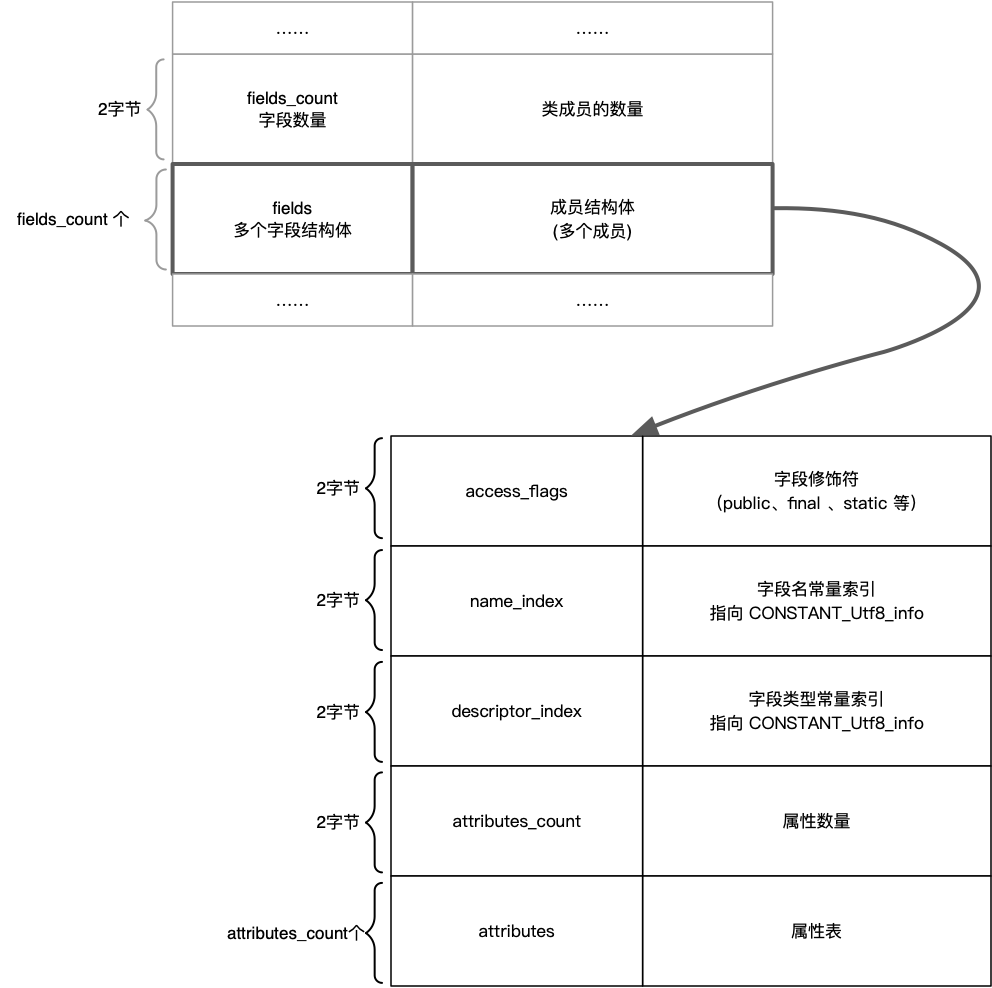 ……
……
2字节
fields_count
字段数量
类成员的数量
fields_count 个
fields
多个字段结构体
成员结构体
(多个成员)
……
……
2字节
access_flags
字段修饰符
（public、final 、static 等）
2字节
name_index
字段名常量索引
指向 CONSTANT_Utf8_info
2字节
descriptor_index
字段类型常量索引
指向 CONSTANT_Utf8_info
2字节
attributes_count
属性数量
attributes_count个
attributes
属性表